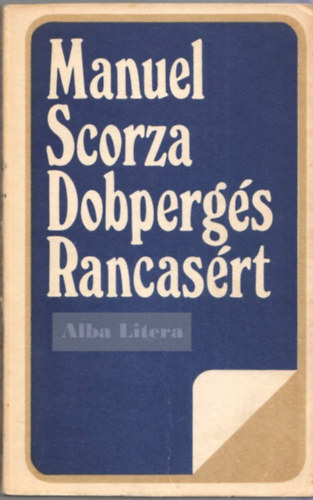 Manuel
Scorza
Dobpergés
Rancasért
Alba Litera